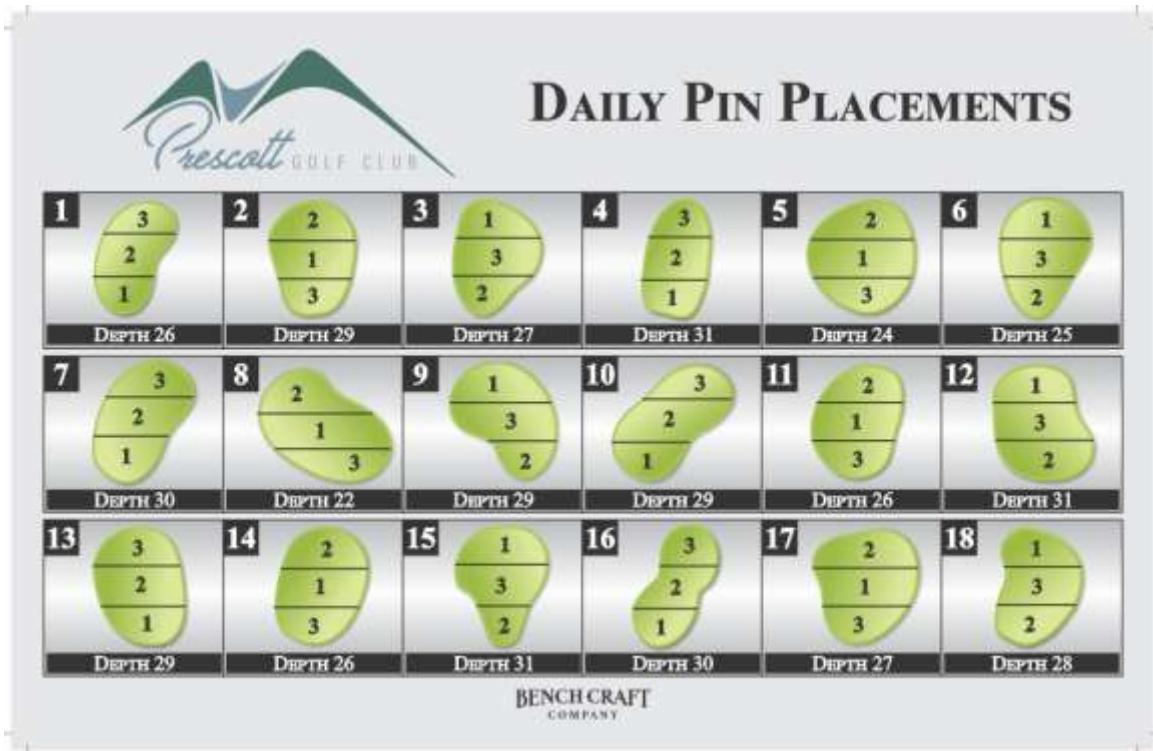 Prescott GOLF CLUB
DAILY PIN PLACEMENTS
1 2 3 4 5 6
3 2 1 3 2 1
2 1 3 2 1 3
1 3 2 1 3 2
DEPTH 26 DEPTH 29 DEPTH 27 DEPTH 31 DEPTH 24 DEPTH 25
7 8 9 10 11 12
3 2 1 3 2 1
2 1 3 2 1 3
1 3 2 1 3 2
DEPTH 30 DEPTH 22 DEPTH 29 DEPTH 29 DEPTH 26 DEPTH 31
13 14 15 16 17 18
3 2 1 3 2 1
2 1 3 2 1 3
1 3 2 1 3 2
DEPTH 29 DEPTH 26 DEPTH 31 DEPTH 30 DEPTH 27 DEPTH 28
BENCH CRAFT
COMPANY